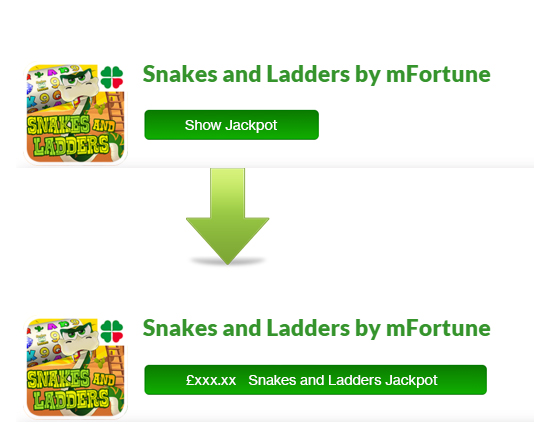 Snakes and Ladders by mFortune
SNAKES AND
LADDERS
Show Jackpot
Snakes and Ladders by mFortune
SNAKES AND
LADDERS
£xxx.xx Snakes and Ladders Jackpot